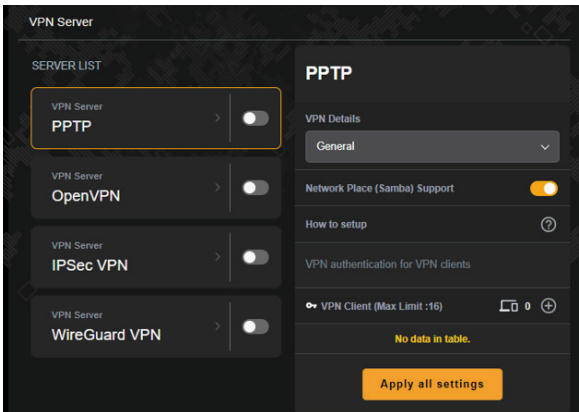 VPN Server
SERVER LIST
VPN Server
PPTP
VPN Server
OpenVPN
VPN Server
IPSec VPN
VPN Server
WireGuard VPN
PPTP
VPN Details
General
Network Place (Samba) Support
How to setup
VPN authentication for VPN clients
VPN Client (Max Limit :16) 0
No data in table.
Apply all settings